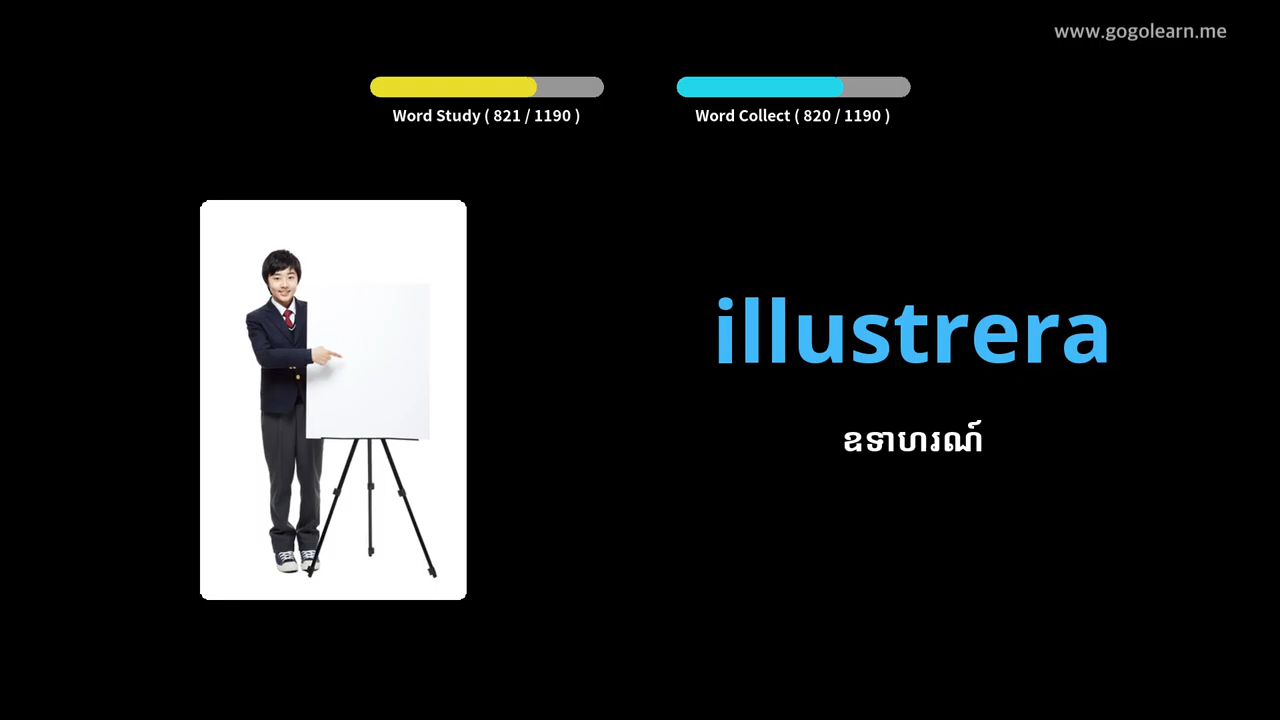 www.gogolearn.me
Word Study ( 821 / 1190 )
Word Collect ( 820 / 1190 )
illustrera
ឧទាហរណ៍